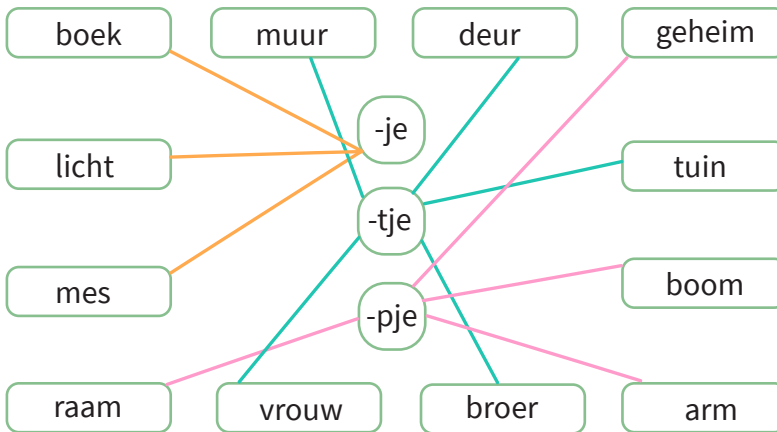 boek
muur
deur
geheim
-je
licht
tuin
-tje
mes
boom
-pje
raam
vrouw
broer
arm